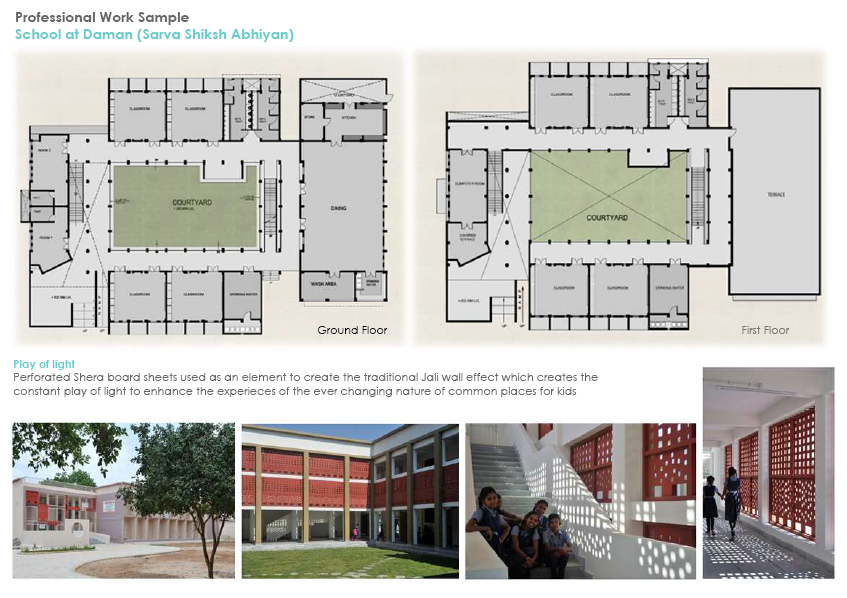 Professional Work Sample
School at Daman (Sarva Shiksh Abhiyan)
COURTYARD
CLASSROOM
CLASSROOM
STORE
KITCHEN
ROOM 2
COURTYARD
DINING
ROOM 1
CLASSROOM
CLASSROOM
DRINKING WATER
WASH AREA
DRINKING WATER
Ground Floor
CLASSROOM
CLASSROOM
COMPUTER ROOM
TERRACE
COURTYARD
COVERED TERRACE
CLASSROOM
CLASSROOM
DRINKING WATER
First Floor
Play of light
Perforated Shera board sheets used as an element to create the traditional Jali wall effect which creates the
constant play of light to enhance the experieces of the ever changing nature of common places for kids